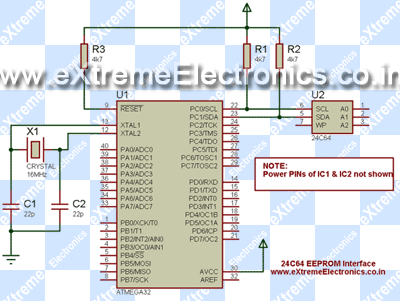 R3
4k7
R1
4k7
R2
4k7
www.eXtremeElectronics.co.in
U1
U2
9
RESET
13
XTAL1
12
XTAL2
40
PA0/ADC0
39
PA1/ADC1
38
PA2/ADC2
37
PA3/ADC3
36
PA4/ADC4
35
PA5/ADC5
34
PA6/ADC6
33
PA7/ADC7
1
PB0/XCK/T0
2
PB1/T1
3
PB2/INT2/AIN0
4
PB3/OC0/AIN1
5
PB4/SS
6
PB5/MOSI
7
PB6/MISO
8
PB7/SCK
ATMEGA32
PC0/SCL
22
PC1/SDA
23
PC2/TCK
24
PC3/TMS
25
PC4/TDO
26
PC5/TDI
27
PC6/TOSC1
28
PC7/TOSC2
29
PD0/RXD
14
PD1/TXD
15
PD2/INT0
16
PD3/INT1
17
PD4/OC1B
18
PD5/OC1A
19
PD6/ICP
20
PD7/OC2
21
AVCC
30
AREF
32
6
SCL
5
SDA
7
WP
A0
1
A1
2
A2
3
24C64
X1
CRYSTAL
16MHz
C1
22p
C2
22p
NOTE:
Power PINs of IC1 & IC2 not shown
24C64 EEPROM Interface
www.eXtremeElectronics.co.in